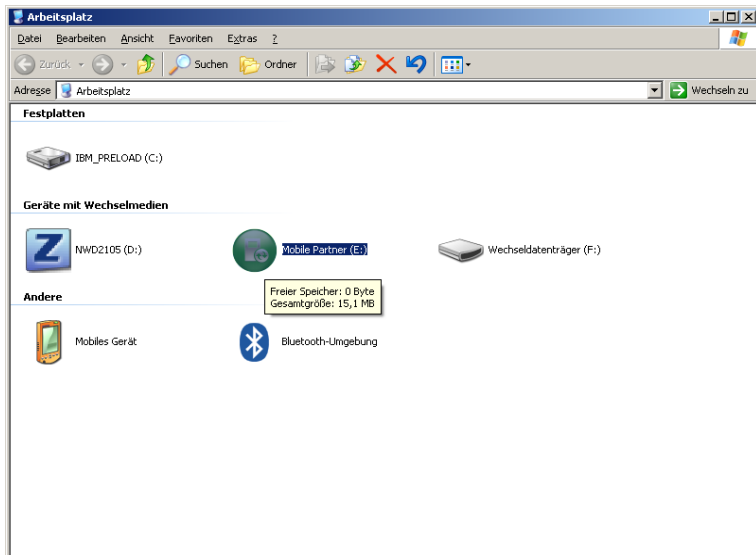 Arbeitsplatz
Datei Bearbeiten Ansicht Favoriten Extras ?
Zurück Suchen Ordner
Adresse Arbeitsplatz Wechseln zu
Festplatten
IBM_PRELOAD (C:)
Geräte mit Wechselmedien
NWD2105 (D:) Mobile Partner (E:) Wechseldatenträger (F:)
Freier Speicher: 0 Byte
Gesamtgröße: 15,1 MB
Andere
Mobiles Gerät Bluetooth-Umgebung